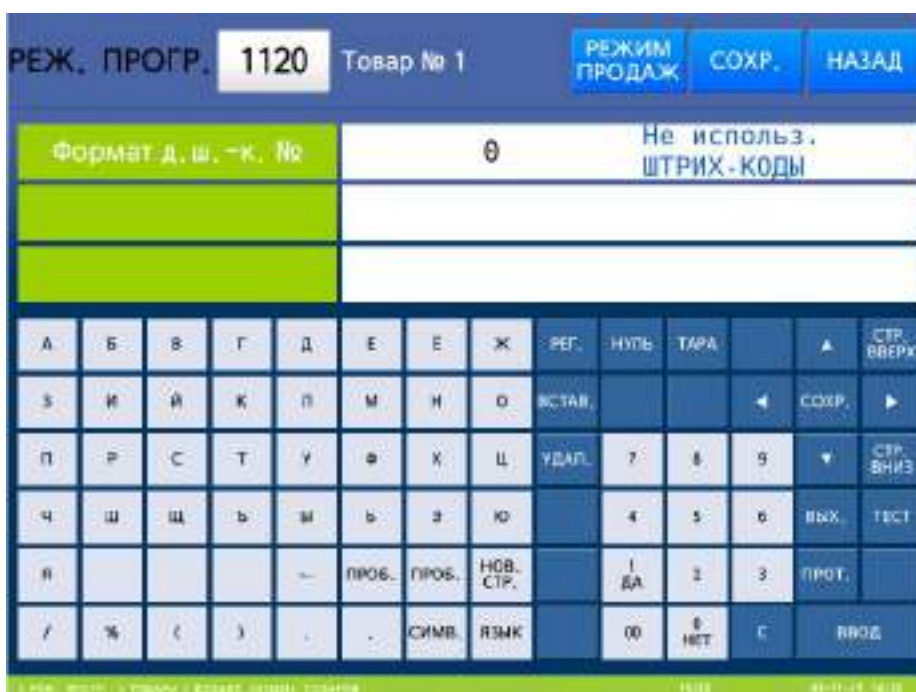 РЕЖ. ПРОГР. 1120 Товар № 1 РЕЖИМ ПРОДАЖ СОХР. НАЗАД
Формат д.ш.-к. № 0 Не использ. ШТРИХ-КОДЫ
А Б В Г Д Е Ё Ж РЕГ. НУЛЬ ТАРА ▲ СТР. ВВЕРХ
З И Й К Л М Н О ВСТАВ. ◀ СОХР. ▶
П Р С Т У Ф Х Ц УДАЛ. 7 8 9 ▼ СТР. ВНИЗ
Ч Ш Щ Ъ Ы Ь Э Ю 4 5 6 ВЫХ. ТЕСТ
Я ПРОБ. ПРОБ. НОВ. СТР. 1 ДА 2 3 ПРОТ.
/ % ( ) . СИМВ. ЯЗЫК 00 0 НЕТ C ВВОД